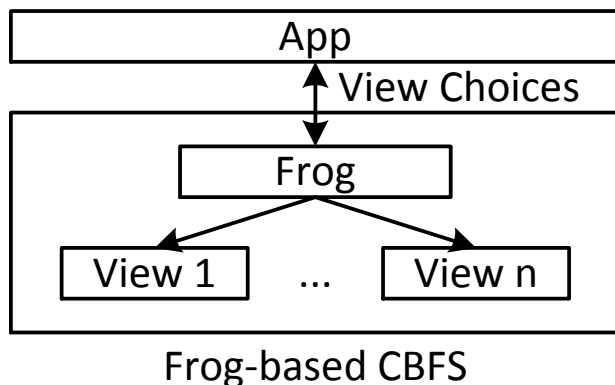 App
View Choices
Frog
View 1 ... View n
Frog-based CBFS